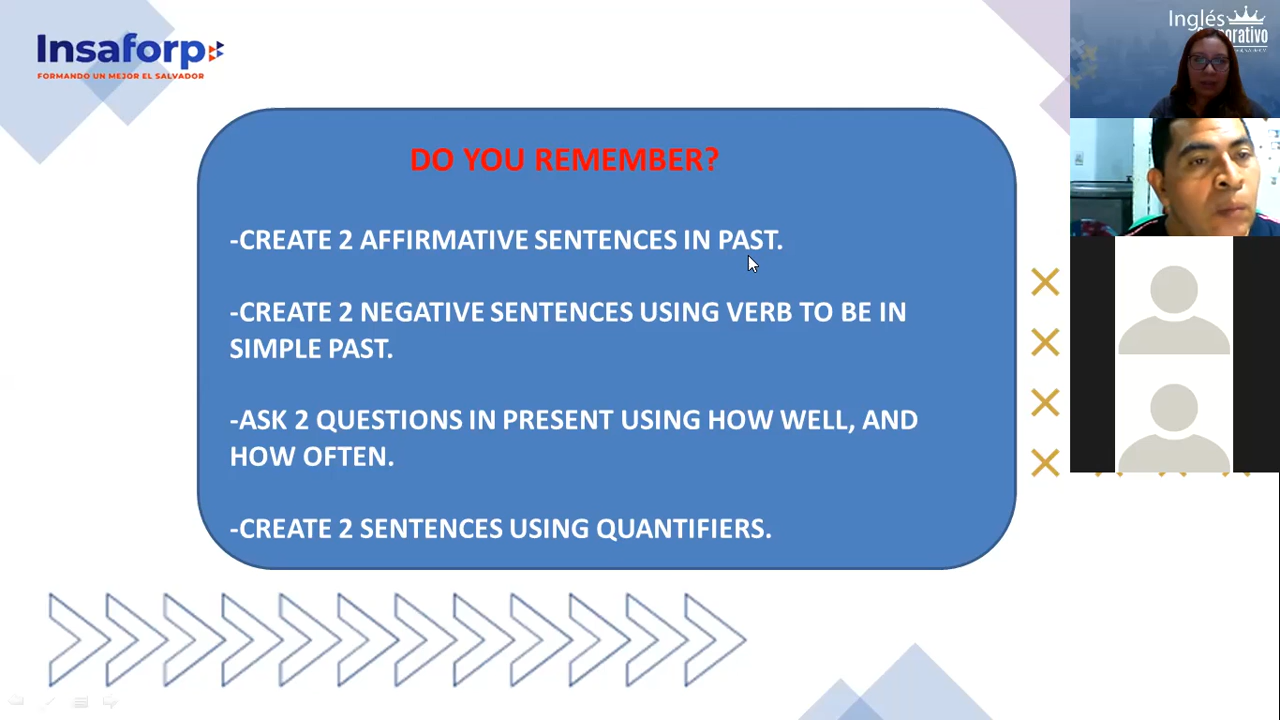 Insaforp
FORMANDO UN MEJOR EL SALVADOR
Inglés
DO YOU REMEMBER?
-CREATE 2 AFFIRMATIVE SENTENCES IN PAST.
-CREATE 2 NEGATIVE SENTENCES USING VERB TO BE IN
SIMPLE PAST.
-ASK 2 QUESTIONS IN PRESENT USING HOW WELL, AND
HOW OFTEN.
-CREATE 2 SENTENCES USING QUANTIFIERS.